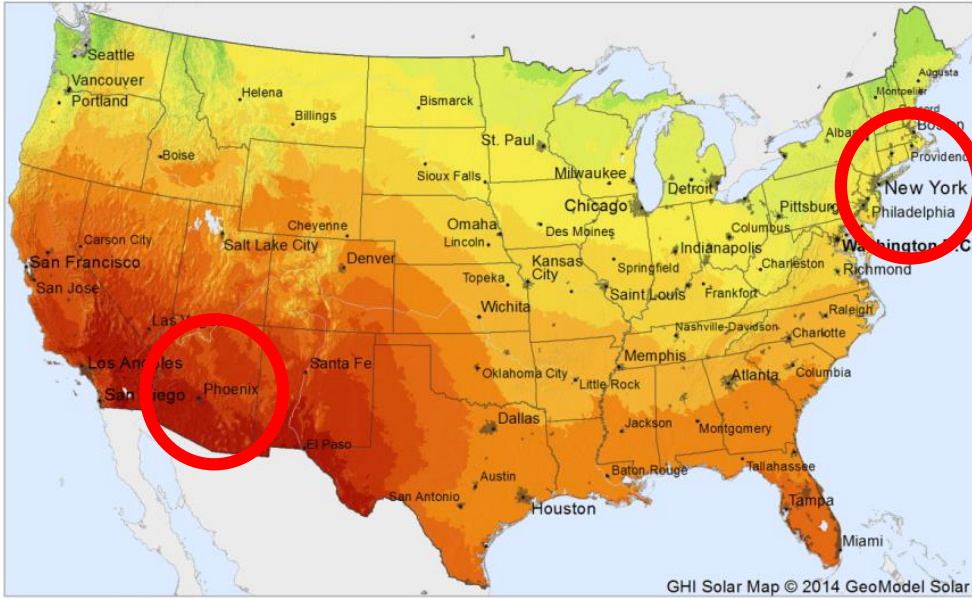 Seattle
Vancouver
Portland
Helena
Billings
Bismarck
St. Paul
Augusta
Montpelier
Boston
Providenc
New York
Philadelphia
Boise
Sioux Falls
Milwaukee
Detroit
Chicago
Pittsburg
Washington
Cheyenne
Omaha
Lincoln
Des Moines
Columbus
Indianapolis
Carson City
Salt Lake City
San Francisco
San Jose
Denver
Topeka
Kansas
City
Springfield
Charleston
Richmond
Saint Louis
Frankfort
Wichita
Raleigh
Nashville-Davidson
Charlotte
Los Angeles
Phoenix
Santa Fe
Oklahoma City
Memphis
Little Rock
Atlanta
Columbia
El Paso
Dallas
Jackson
Montgomery
Austin
San Antonio
Houston
Baton Rouge
Tallahassee
Tampa
Miami
GHI Solar Map © 2014 GeoModel Solar